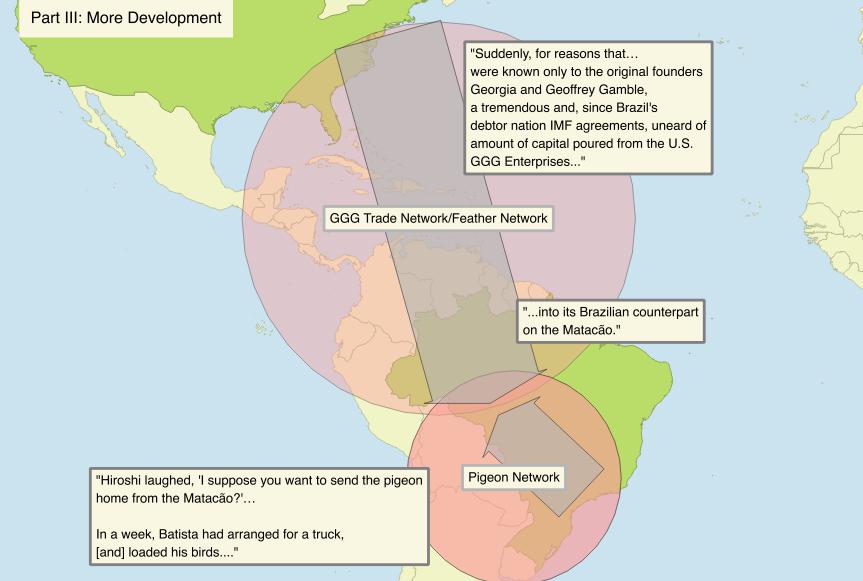 Part III: More Development
"Suddenly, for reasons that…
were known only to the original founders
Georgia and Geoffrey Gamble,
a tremendous and, since Brazil's
debtor nation IMF agreements, uneard of
amount of capital poured from the U.S.
GGG Enterprises..."
GGG Trade Network/Feather Network
"...into its Brazilian counterpart
on the Matacão."
"Hiroshi laughed, 'I suppose you want to send the pigeon
home from the Matacão?'…
In a week, Batista had arranged for a truck,
[and] loaded his birds...."
Pigeon Network